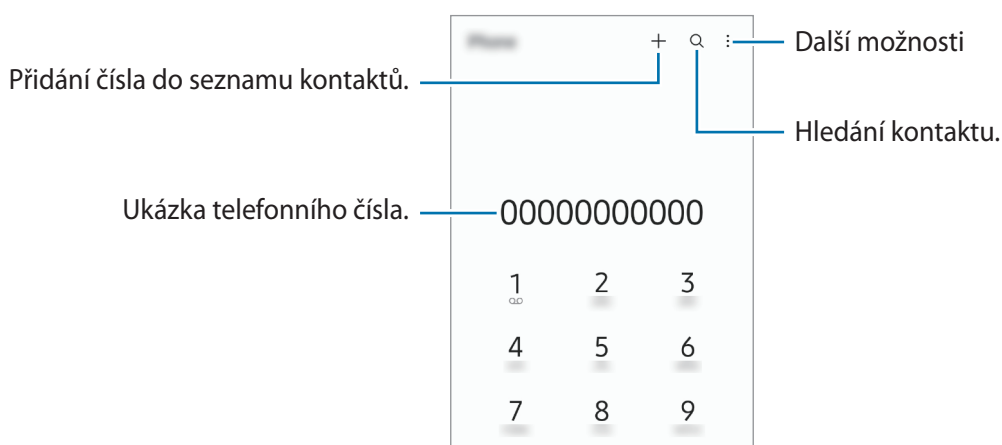 Další možnosti
Přidání čísla do seznamu kontaktů.
Hledání kontaktu.
Ukázka telefonního čísla.
00000000000
1 2 3
4 5 6
7 8 9